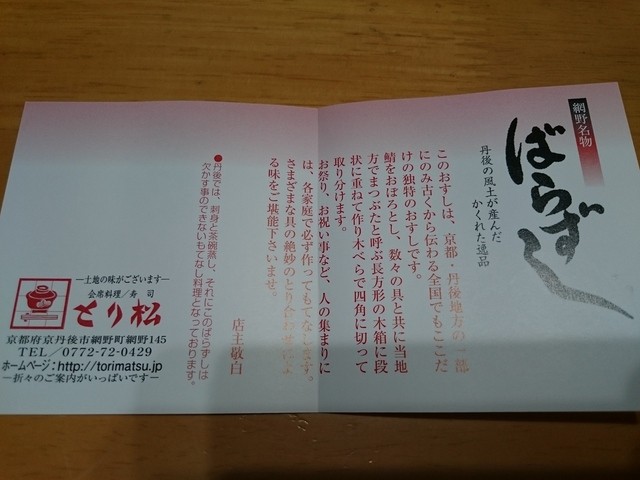 網野名物
ばらずし
丹後の風土が産んだ
かくれた逸品
このおすしは、京都・丹後地方の一部
にのみ古くから伝わる全国でもここだ
けの独特のおすしです。
鯖をおぼろとし、数々の具と共に当地
方でまつぶたと呼ぶ長方形の木箱に段
状に重ねて作り木べらで四角に切って
取り分けます。
お祭り、お祝い事など、人の集まりに
は、各家庭で必ず作ってもてなします。
さまざまな具の絶妙のとり合わせによ
る味をご堪能下さいませ。
店主敬白
●丹後では、刺身と茶碗蒸し、それにこのばらずしは
欠かす事のできないもてなし料理となっております。
―土地の味がございます―
会席料理／寿司
とり松
京都府京丹後市網野町網野145
TEL／0772-72-0429
ホームページ：http://torimatsu.jp
―折々のご案内がいっぱいです―